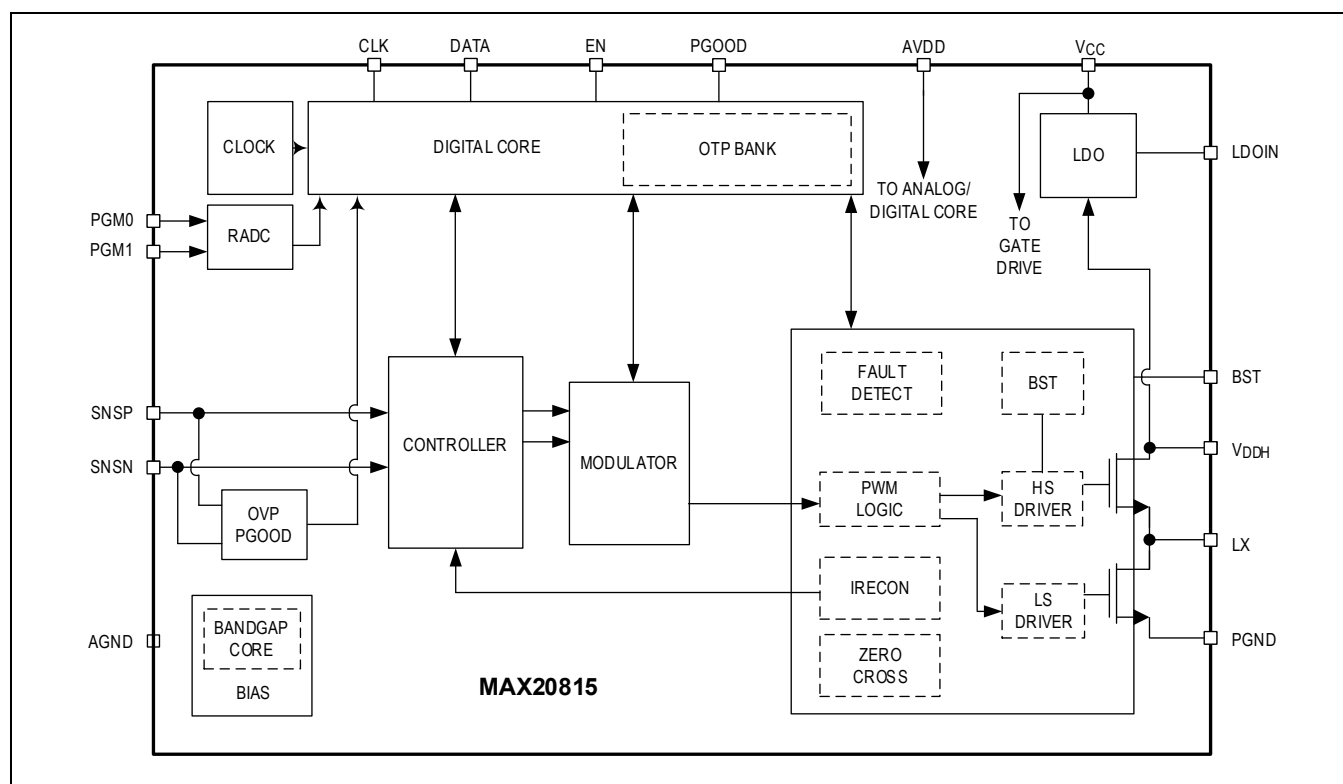 CLK
DATA
EN
PGOOD
AVDD
VCC
CLOCK
DIGITAL CORE
OTP BANK
LDO
LDOIN
TO ANALOG/
DIGITAL CORE
TO
GATE
DRIVE
PGM0
PGM1
RADC
FAULT
DETECT
BST
BST
SNSP
SNSN
CONTROLLER
MODULATOR
OVP
PGOOD
PWM
LOGIC
HS
DRIVER
VDDH
LX
IRECON
LS
DRIVER
PGND
ZERO
CROSS
AGND
BANDGAP
CORE
BIAS
MAX20815